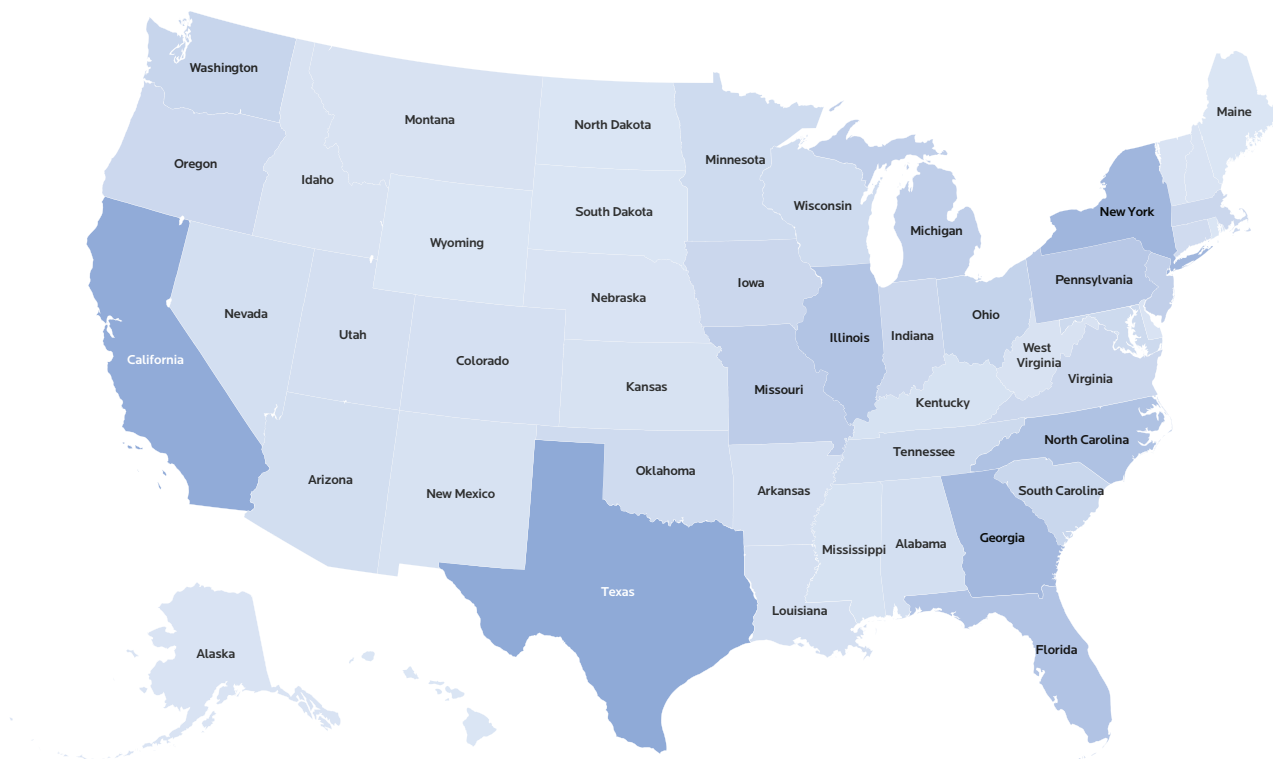 Washington
Maine
Montana
North Dakota
Minnesota
Oregon
Idaho
Wisconsin
South Dakota
New York
Michigan
Wyoming
Pennsylvania
Iowa
Nebraska
Nevada
Ohio
Utah
Indiana
Illinois
West
Virginia
California
Colorado
Virginia
Kansas
Missouri
Kentucky
North Carolina
Tennessee
Oklahoma
Arizona
New Mexico
Arkansas
South Carolina
Georgia
Alabama
Mississippi
Texas
Louisiana
Florida
Alaska